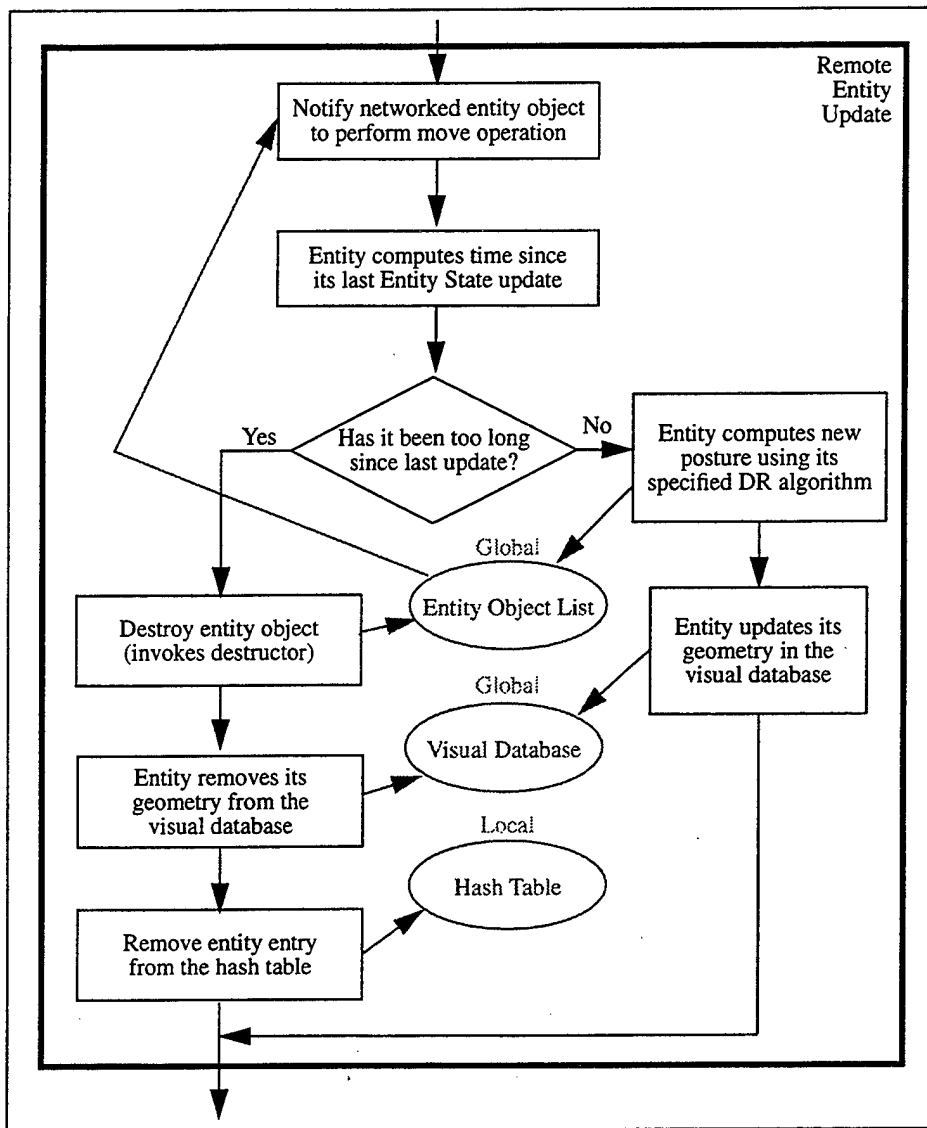 Remote
Entity
Update
Notify networked entity object
to perform move operation
Entity computes time since
its last Entity State update
Yes
Has it been too long
since last update?
No
Entity computes new
posture using its
specified DR algorithm
Global
Entity Object List
Destroy entity object
(invokes destructor)
Entity updates its
geometry in the
visual database
Global
Visual Database
Entity removes its
geometry from the
visual database
Local
Hash Table
Remove entity entry
from the hash table